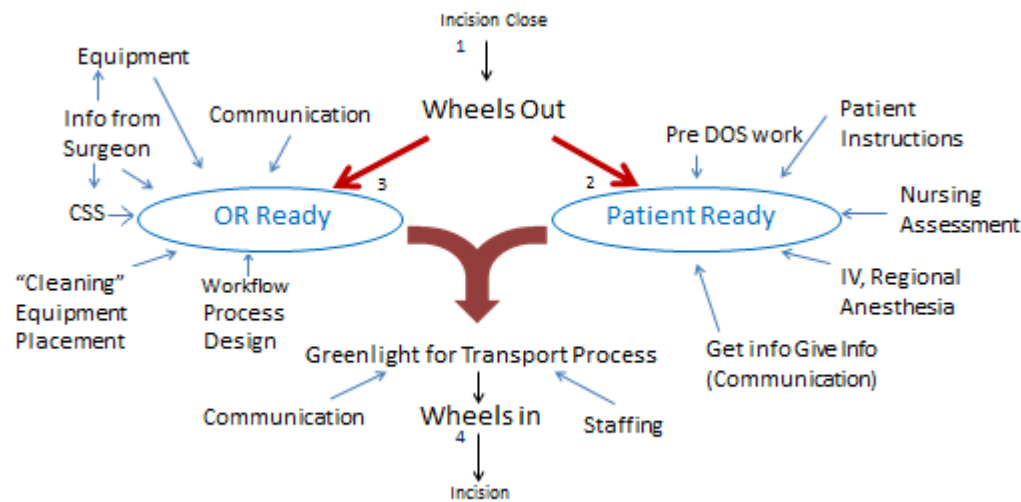 Incision Close
1
Equipment
Wheels Out
Communication
Patient
Instructions
Info from
Surgeon
Pre DOS work
3
2
CSS
OR Ready
Patient Ready
Nursing
Assessment
“Cleaning”
Equipment
Placement
Workflow
Process
Design
IV, Regional
Anesthesia
Greenlight for Transport Process
Get info Give Info
(Communication)
Communication
Wheels in
Staffing
4
Incision